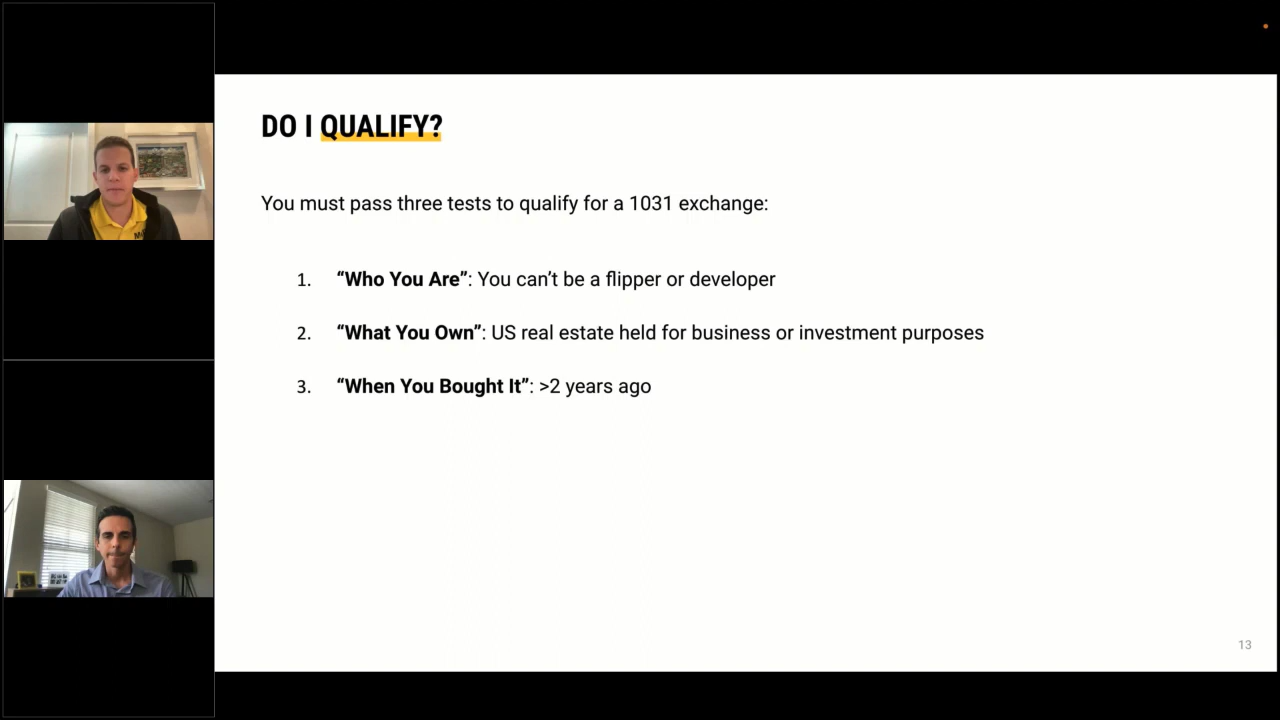 DO I QUALIFY?
You must pass three tests to qualify for a 1031 exchange:
1. “Who You Are”: You can’t be a flipper or developer
2. “What You Own”: US real estate held for business or investment purposes
3. “When You Bought It”: >2 years ago
13